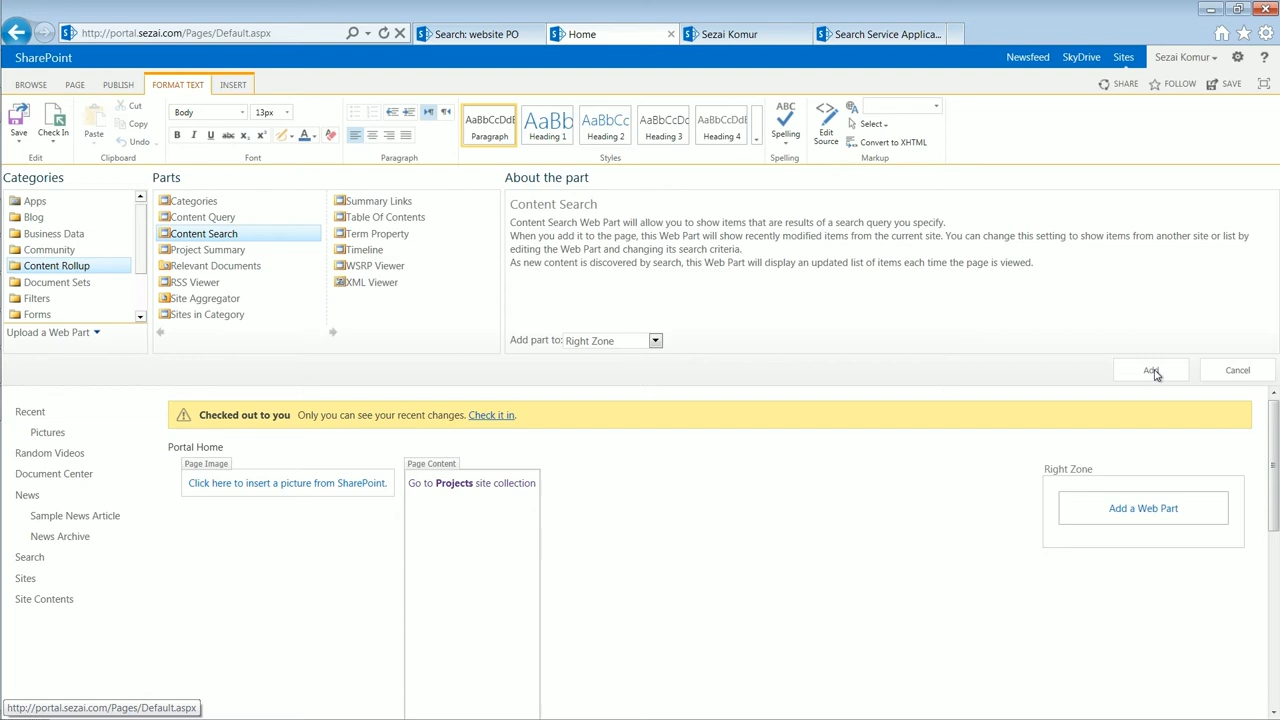 http://portal.sezai.com/Pages/Default.aspx
Search: website PO
Home
Sezai Komur
Search Service Applica...
SharePoint
Newsfeed
SkyDrive
Sites
Sezai Komur
BROWSE
PAGE
PUBLISH
FORMAT TEXT
INSERT
SHARE
FOLLOW
SAVE
Save
Check In
Paste
Cut
Copy
Undo
Body
13px
B I U abc x₂ x²
A
AaBbCcDdE
Paragraph
AaBb
Heading 1
AaBbCc
Heading 2
AaBbCcDc
Heading 3
AaBbCcDdE
Heading 4
ABC
Spelling
Edit
Source
Select
Convert to XHTML
Edit
Clipboard
Font
Paragraph
Styles
Spelling
Markup
Categories
Apps
Blog
Business Data
Community
Content Rollup
Document Sets
Filters
Forms
Upload a Web Part
Parts
Categories
Content Query
Content Search
Project Summary
Relevant Documents
RSS Viewer
Site Aggregator
Sites in Category
Summary Links
Table Of Contents
Term Property
Timeline
WSRP Viewer
XML Viewer
About the part
Content Search
Content Search Web Part will allow you to show items that are results of a search query you specify.
When you add it to the page, this Web Part will show recently modified items from the current site. You can change this setting to show items from another site or list by
editing the Web Part and changing its search criteria.
As new content is discovered by search, this Web Part will display an updated list of items each time the page is viewed.
Add part to:
Right Zone
Add
Cancel
Recent
Pictures
Random Videos
Document Center
News
Sample News Article
News Archive
Search
Sites
Site Contents
Checked out to you Only you can see your recent changes. Check it in.
Portal Home
Page Image
Click here to insert a picture from SharePoint.
Page Content
Go to Projects site collection
Right Zone
Add a Web Part
http://portal.sezai.com/Pages/Default.aspx